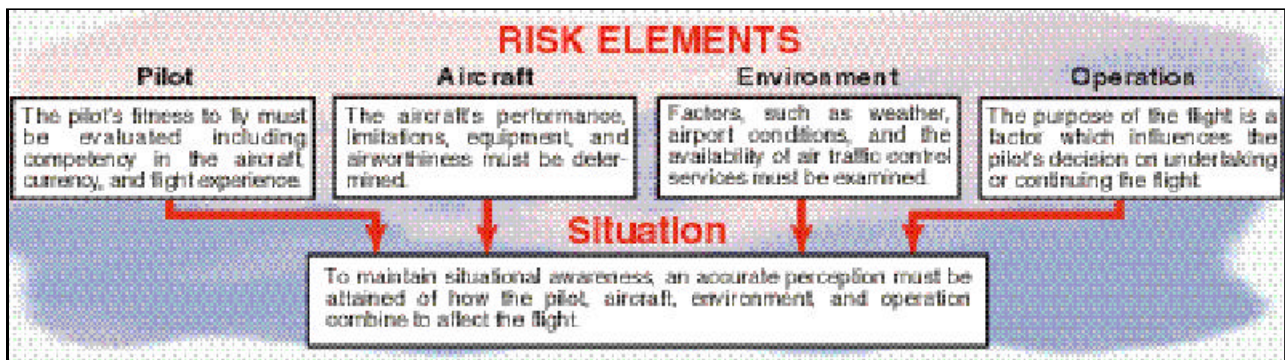 RISK ELEMENTS
Pilot
The pilot's fitness to fly must
be evaluated including
competency in the aircraft,
currency, and flight experience.
Aircraft
The aircraft's performance,
limitations, equipment, and
airworthiness must be deter-
mined.
Environment
Factors, such as weather,
airport conditions, and the
availability of air traffic control
services must be examined.
Operation
The purpose of the flight is a
factor which influences the
pilot's decision on undertaking
or continuing the flight.
Situation
To maintain situational awareness, an accurate perception must be
attained of how the pilot, aircraft, environment, and operation
combine to affect the flight.